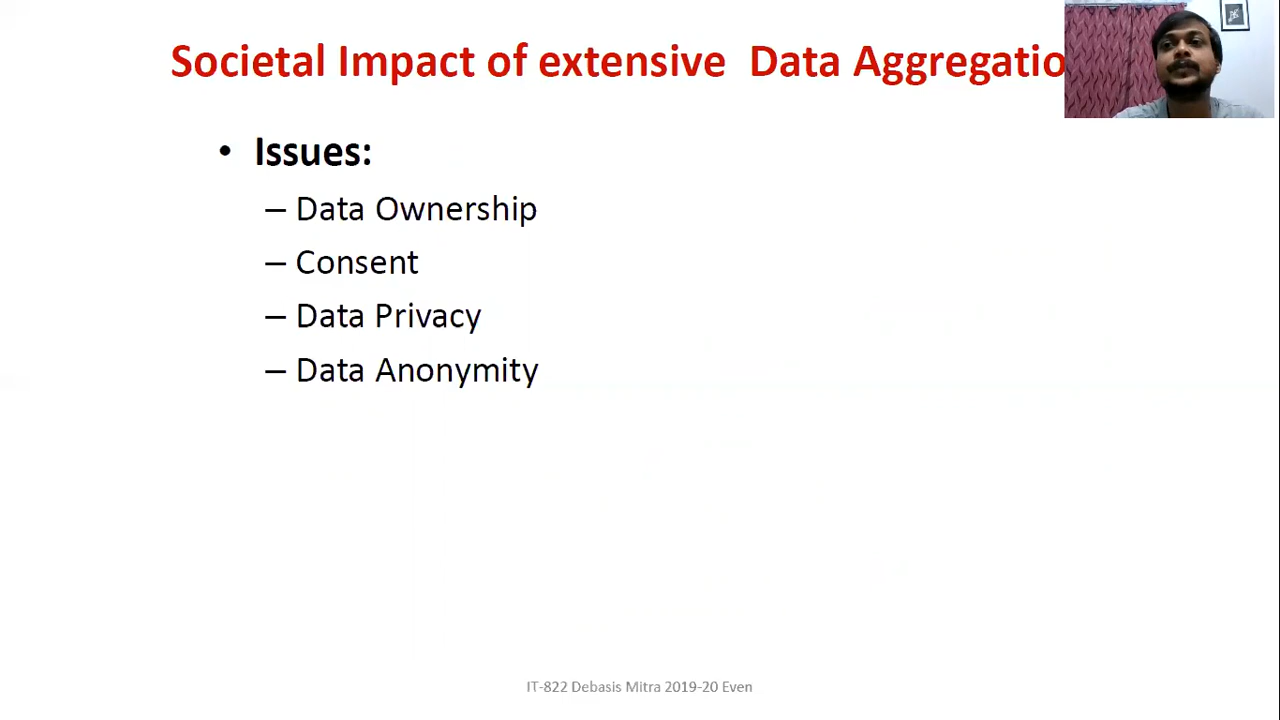 Societal Impact of extensive Data Aggregatio
• Issues:
– Data Ownership
– Consent
– Data Privacy
– Data Anonymity
IT-822 Debasis Mitra 2019-20 Even